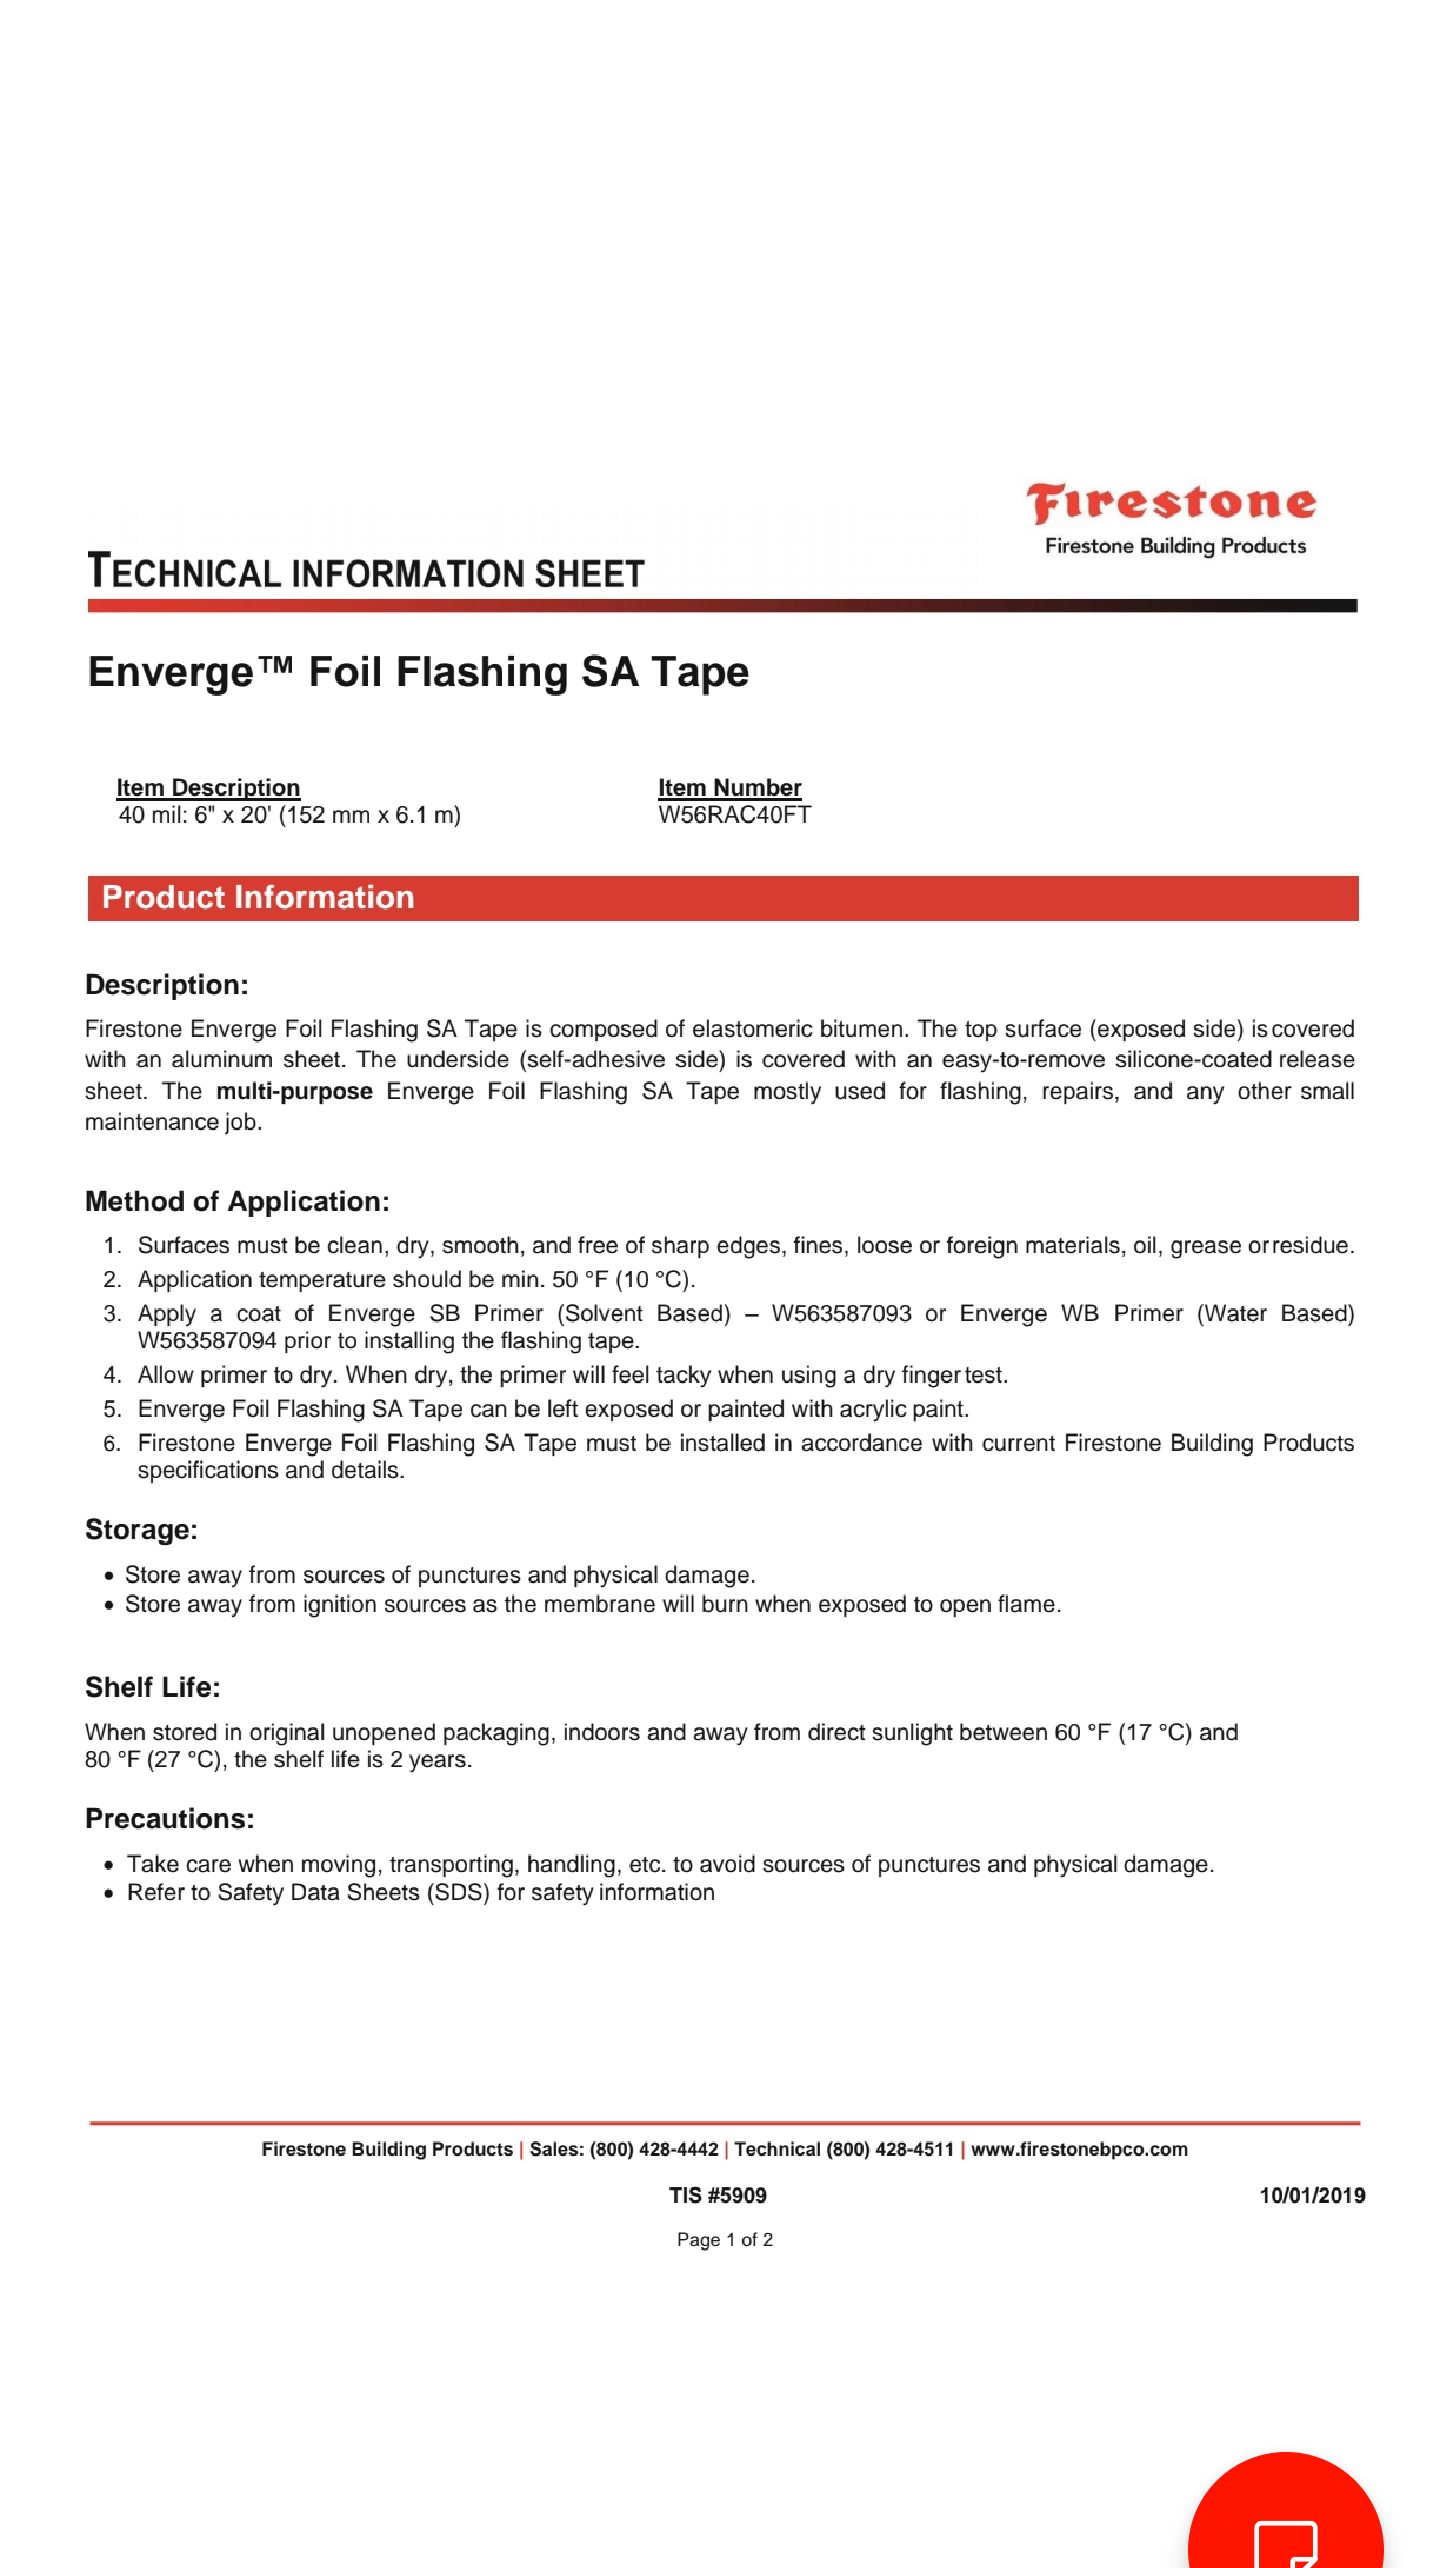 Firestone
Firestone Building Products
TECHNICAL INFORMATION SHEET
Enverge™ Foil Flashing SA Tape
Item Description Item Number
40 mil: 6" x 20' (152 mm x 6.1 m) W56RAC40FT
Product Information
Description:
Firestone Enverge Foil Flashing SA Tape is composed of elastomeric bitumen. The top surface (exposed side) is covered
with an aluminum sheet. The underside (self-adhesive side) is covered with an easy-to-remove silicone-coated release
sheet. The multi-purpose Enverge Foil Flashing SA Tape mostly used for flashing, repairs, and any other small
maintenance job.
Method of Application:
1. Surfaces must be clean, dry, smooth, and free of sharp edges, fines, loose or foreign materials, oil, grease or residue.
2. Application temperature should be min. 50 °F (10 °C).
3. Apply a coat of Enverge SB Primer (Solvent Based) – W563587093 or Enverge WB Primer (Water Based)
W563587094 prior to installing the flashing tape.
4. Allow primer to dry. When dry, the primer will feel tacky when using a dry finger test.
5. Enverge Foil Flashing SA Tape can be left exposed or painted with acrylic paint.
6. Firestone Enverge Foil Flashing SA Tape must be installed in accordance with current Firestone Building Products
specifications and details.
Storage:
• Store away from sources of punctures and physical damage.
• Store away from ignition sources as the membrane will burn when exposed to open flame.
Shelf Life:
When stored in original unopened packaging, indoors and away from direct sunlight between 60 °F (17 °C) and
80 °F (27 °C), the shelf life is 2 years.
Precautions:
• Take care when moving, transporting, handling, etc. to avoid sources of punctures and physical damage.
• Refer to Safety Data Sheets (SDS) for safety information
Firestone Building Products | Sales: (800) 428-4442 | Technical (800) 428-4511 | www.firestonebpco.com
TIS #5909 10/01/2019
Page 1 of 2